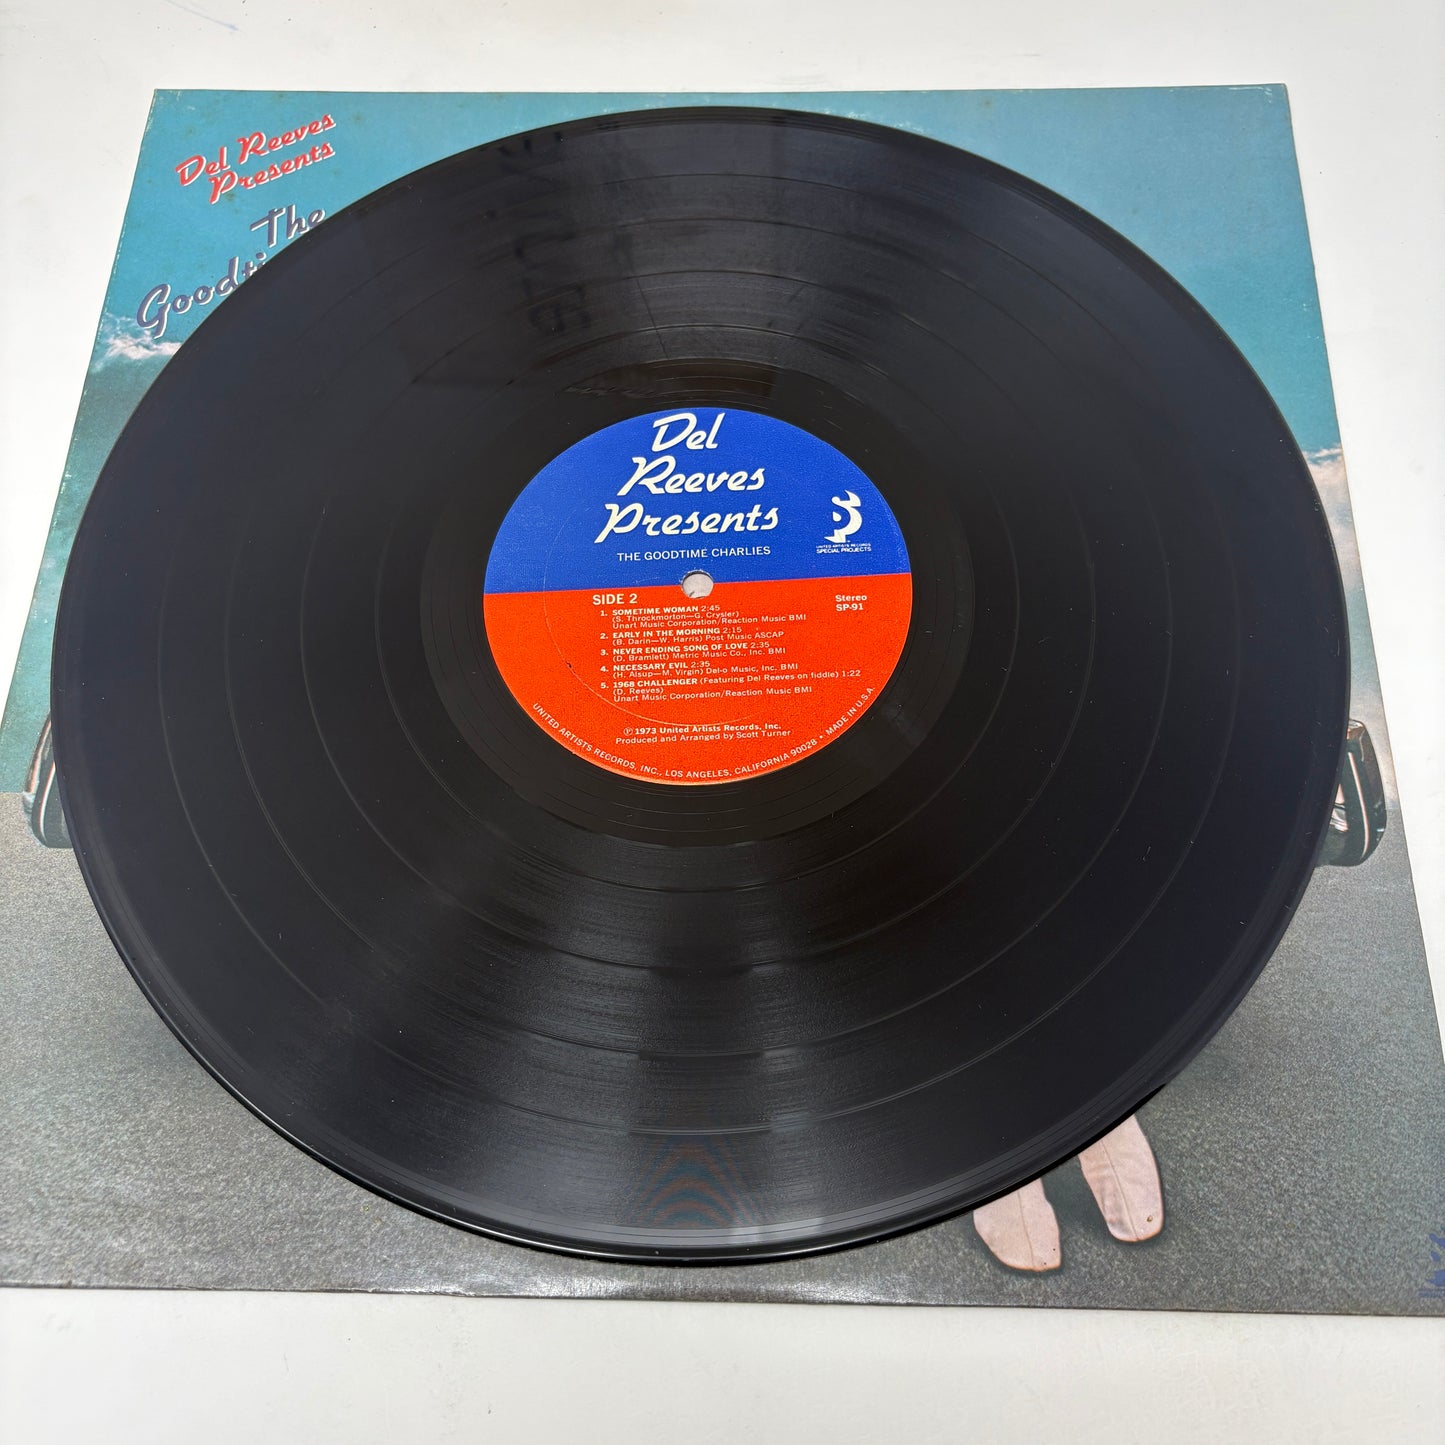 Del Reeves
Presents
The
Goodti
Del
Reeves
Presents
UNITED ARTISTS RECORDS
SPECIAL PROJECTS
THE GOODTIME CHARLIES
SIDE 2
Stereo
SP-91
1. SOMETIME WOMAN 2:45
(S. Throckmorton—G. Crysler)
Unart Music Corporation/Reaction Music BMI
2. EARLY IN THE MORNING 2:15
(B. Darin—W. Harris) Post Music ASCAP
3. NEVER ENDING SONG OF LOVE 2:35
(D. Bramlett) Metric Music Co., Inc. BMI
4. NECESSARY EVIL 2:35
(H. Alsup—M. Virgin) Del-o Music, Inc. BMI
5. 1968 CHALLENGER (Featuring Del Reeves on fiddle) 1:22
(D. Reeves)
Unart Music Corporation/Reaction Music BMI
℗ 1973 United Artists Records, Inc.
Produced and Arranged by Scott Turner
UNITED ARTISTS RECORDS, INC., LOS ANGELES, CALIFORNIA 90028 • MADE IN U.S.A.